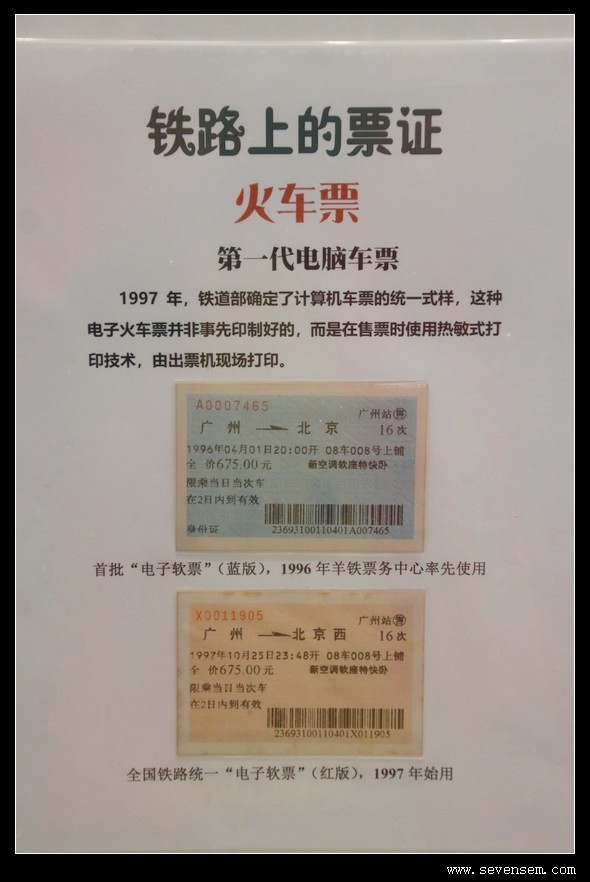 铁路上的票证
火车票
第一代电脑车票
1997 年，铁道部确定了计算机车票的统一式样，这种
电子火车票并非事先印制好的，而是在售票时使用热敏式打
印技术，由出票机现场打印。
A0007465
广州站售
广 州 北 京 16次
1996年04月01日20:00开 08车008号上铺
全 价675.00元 新空调软座特快卧
限乘当日当次车
在2日内到有效
身份证 23693100110401A007465
首批“电子软票”（蓝版），1996 年羊铁票务中心率先使用
X0011905
广州站售
广 州 北京西 16次
1997年10月25日23:48开 08车008号上铺
全 价675.00元 新空调软座特快卧
限乘当日当次车
在2日内到有效
23693100110401X011905
全国铁路统一“电子软票”（红版），1997 年始用
www.sevensem.com